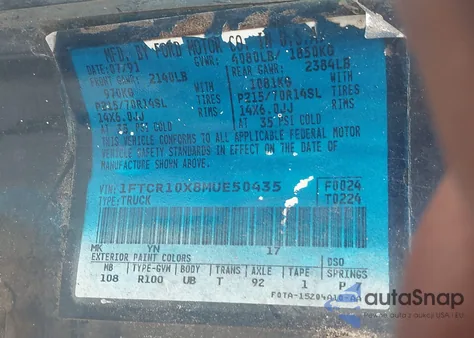 MFD. BY FORD MOTOR CO. IN U.S.A.
DATE: 07/91 GVWR: 4080LB/ 1850KG
FRONT GAWR: 2140LB REAR GAWR: 2384LB
970KG WITH 1081KG WITH
P215/70R14SL TIRES P215/70R14SL TIRES
14X6.0JJ RIMS 14X6.0JJ RIMS
AT 35 PSI COLD AT 35 PSI COLD
THIS VEHICLE CONFORMS TO ALL APPLICABLE FEDERAL MOTOR
VEHICLE SAFETY STANDARDS IN EFFECT ON THE DATE OF
MANUFACTURE SHOWN ABOVE.
VIN: 1FTCR10X8MUE50435 F0024
TYPE: TRUCK T0224
MK YN 17
EXTERIOR PAINT COLORS DSO
WB TYPE-GVW BODY TRANS AXLE TAPE SPRINGS
108 R100 UB T 92 1 P
autoSnap